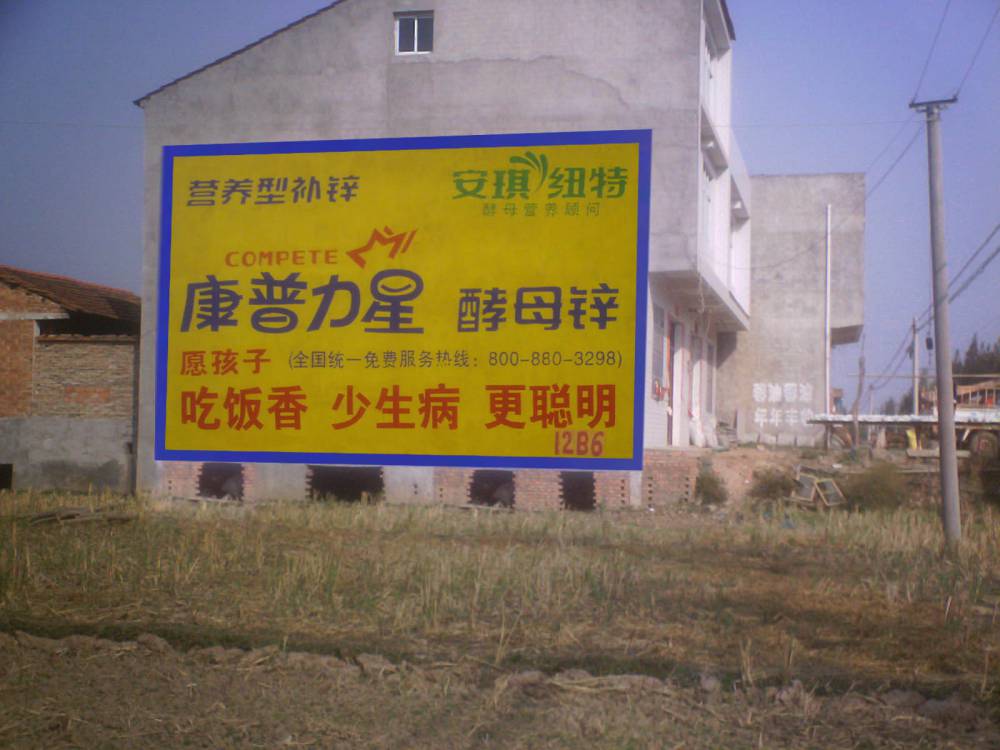 营养型补锌
安琪纽特
酵母营养顾问
COMPETE
康普力星 酵母锌
愿孩子 (全国统一免费服务热线：800-880-3298)
吃饭香 少生病 更聪明
12B6